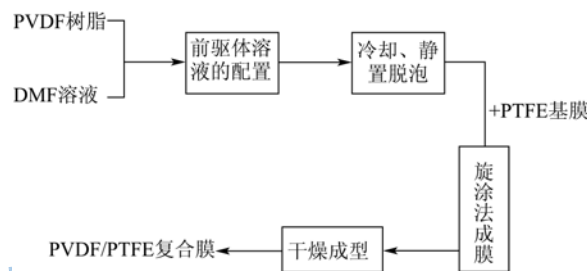 PVDF树脂
DMF溶液
前驱体溶
液的配置
冷却、静
置脱泡
+PTFE基膜
旋涂法成膜
干燥成型
PVDF/PTFE复合膜